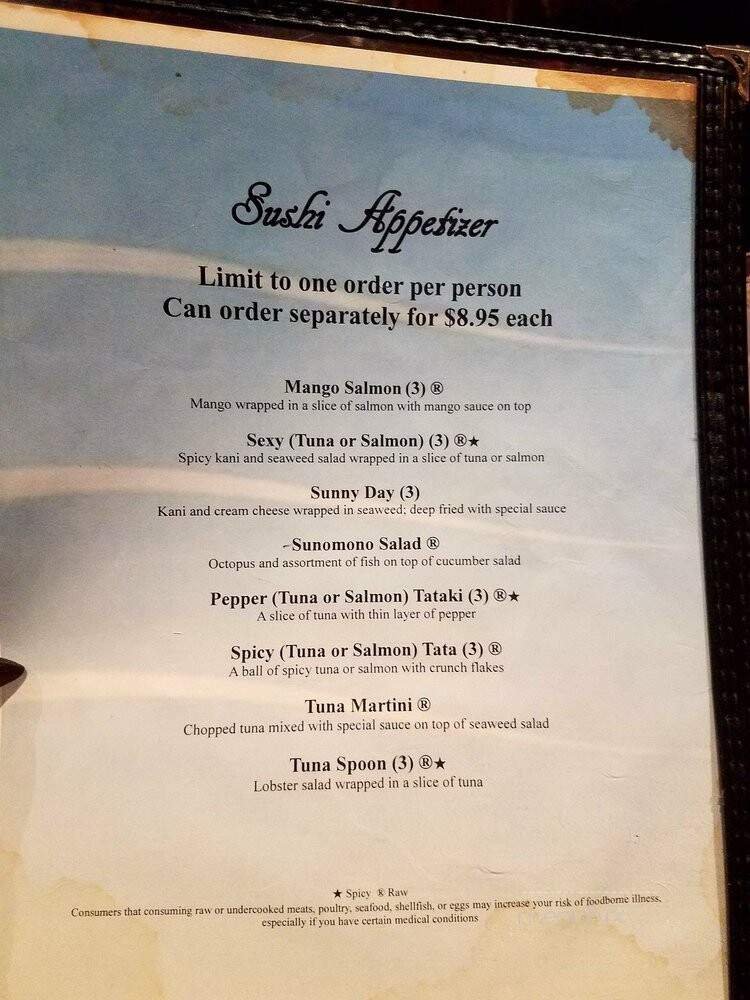 Sushi Appetizer
Limit to one order per person
Can order separately for $8.95 each
Mango Salmon (3) ®
Mango wrapped in a slice of salmon with mango sauce on top
Sexy (Tuna or Salmon) (3) ®★
Spicy kani and seaweed salad wrapped in a slice of tuna or salmon
Sunny Day (3)
Kani and cream cheese wrapped in seaweed; deep fried with special sauce
-Sunomono Salad ®
Octopus and assortment of fish on top of cucumber salad
Pepper (Tuna or Salmon) Tataki (3) ®★
A slice of tuna with thin layer of pepper
Spicy (Tuna or Salmon) Tata (3) ®
A ball of spicy tuna or salmon with crunch flakes
Tuna Martini ®
Chopped tuna mixed with special sauce on top of seaweed salad
Tuna Spoon (3) ®★
Lobster salad wrapped in a slice of tuna
★ Spicy ® Raw
Consumers that consuming raw or undercooked meats, poultry, seafood, shellfish, or eggs may increase your risk of foodborne illness,
especially if you have certain medical conditions